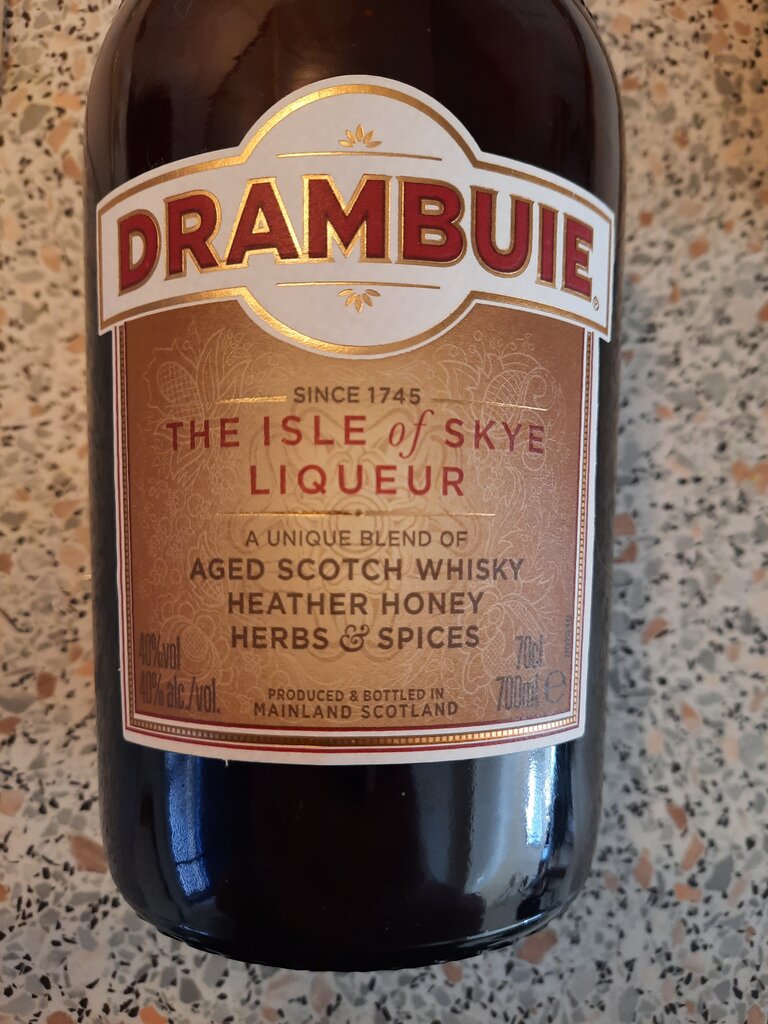 DRAMBUIE®
SINCE 1745
THE ISLE of SKYE
LIQUEUR
A UNIQUE BLEND OF
AGED SCOTCH WHISKY
HEATHER HONEY
HERBS & SPICES
40%vol 70cl
40% alc./vol. 700ml e
PRODUCED & BOTTLED IN
MAINLAND SCOTLAND